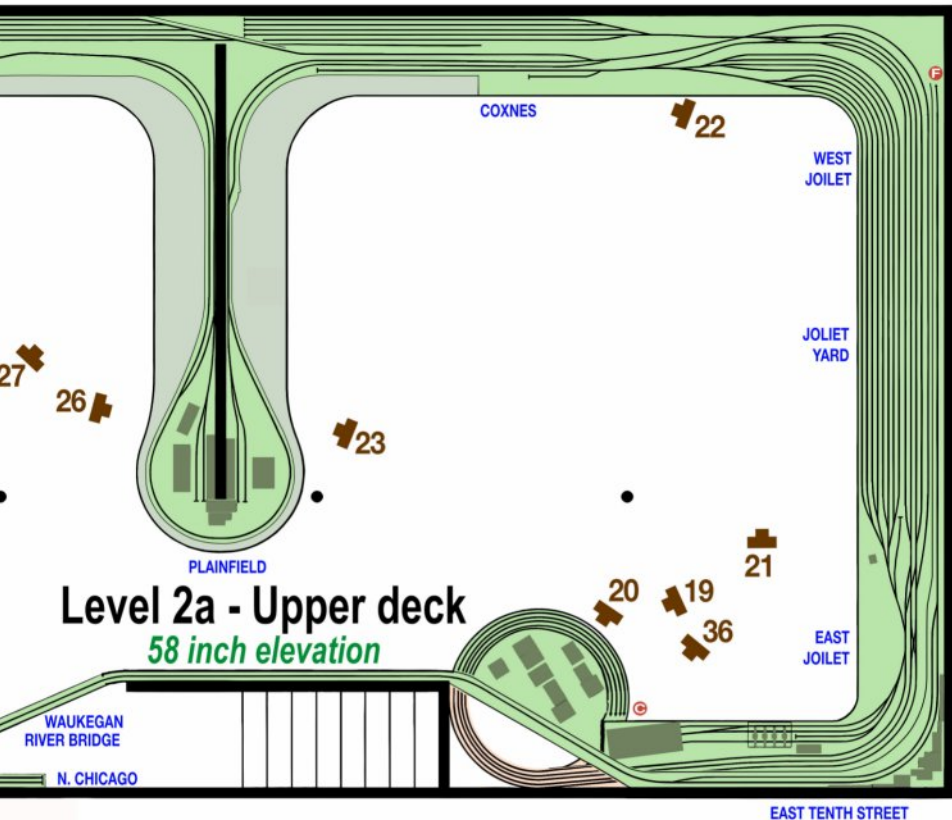 F
COXNES
22
WEST
JOILET
JOLIET
YARD
27
26
23
PLAINFIELD
21
Level 2a - Upper deck
20
19
36
58 inch elevation
EAST
JOILET
C
WAUKEGAN
RIVER BRIDGE
N. CHICAGO
EAST TENTH STREET